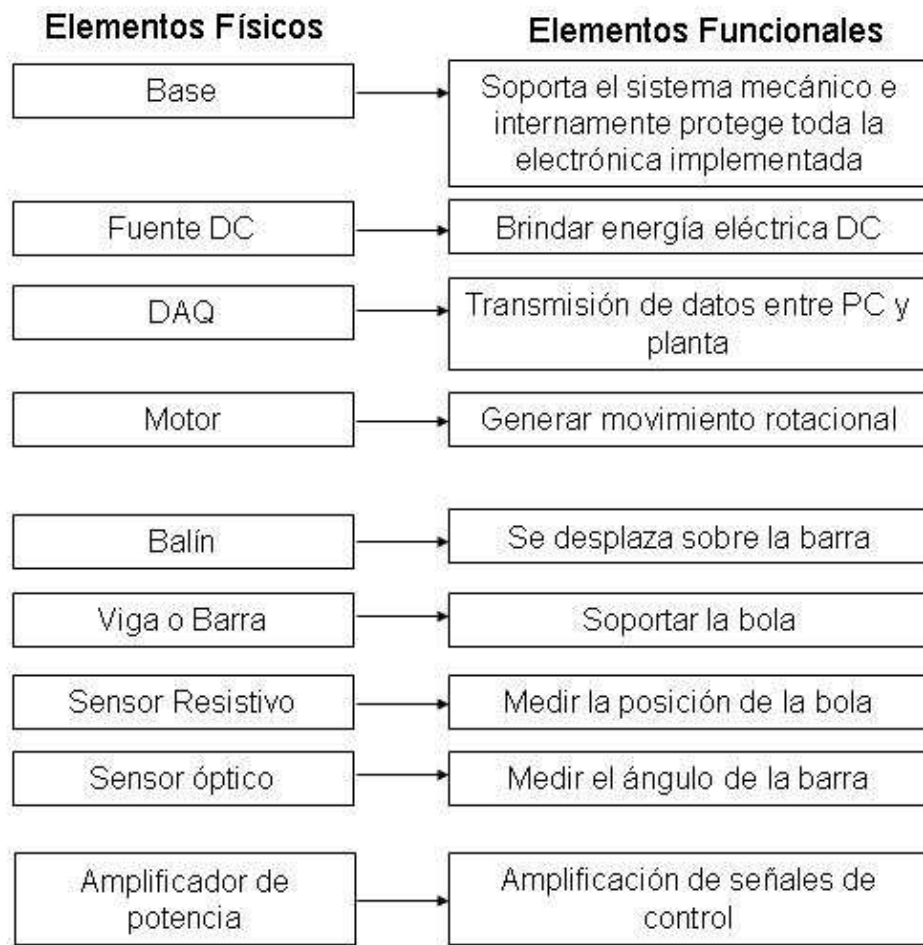 Elementos Físicos
Elementos Funcionales
Base
Soporta el sistema mecánico e
internamente protege toda la
electrónica implementada
Fuente DC
Brindar energía eléctrica DC
DAQ
Transmisión de datos entre PC y
planta
Motor
Generar movimiento rotacional
Balín
Se desplaza sobre la barra
Viga o Barra
Soportar la bola
Sensor Resistivo
Medir la posición de la bola
Sensor óptico
Medir el ángulo de la barra
Amplificador de
potencia
Amplificación de señales de
control